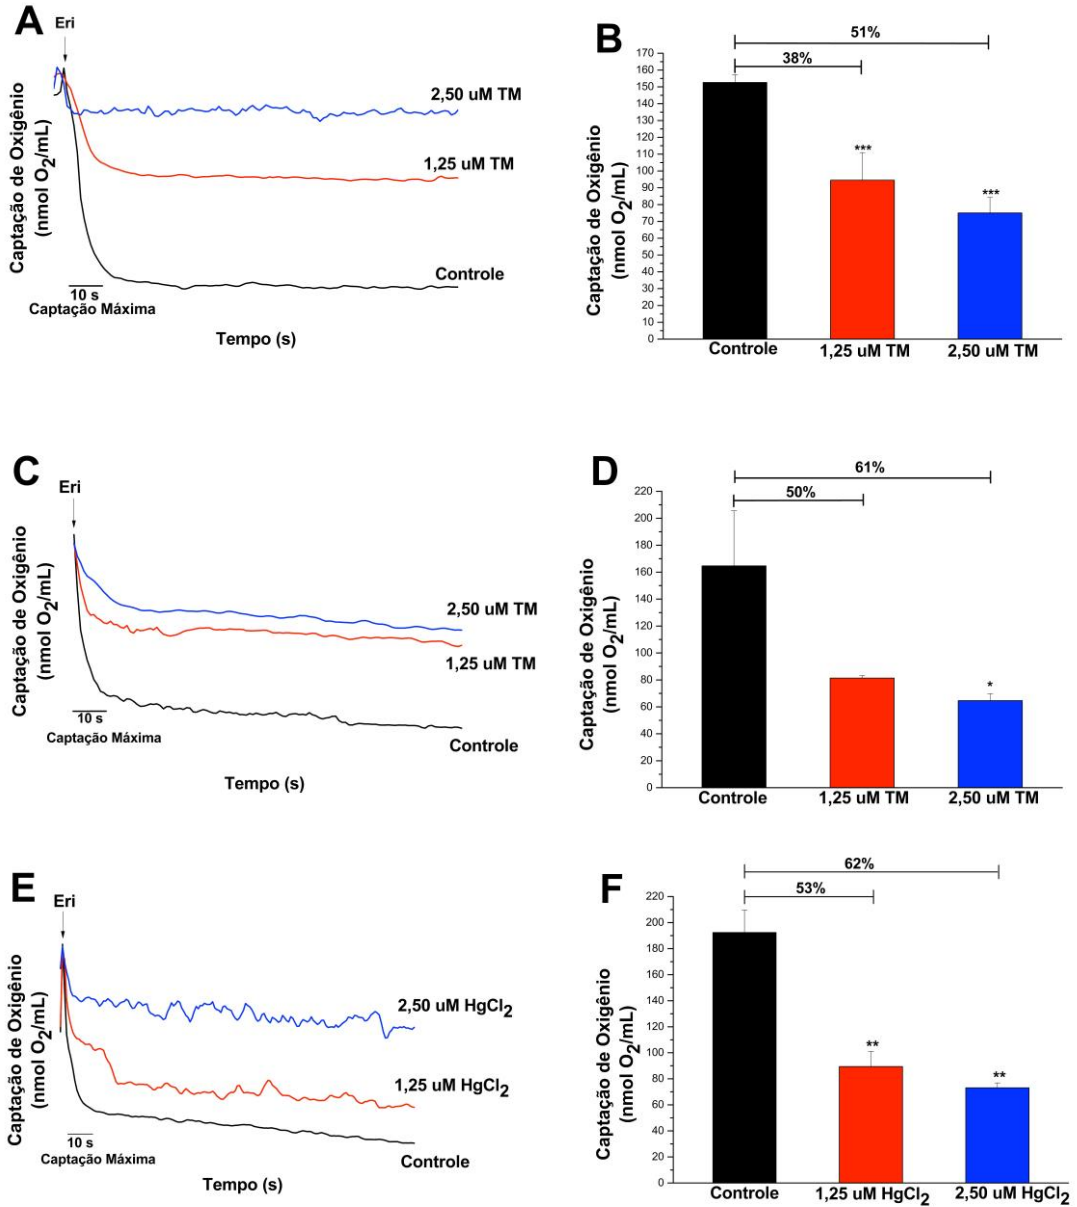 A
Eri
Captação de Oxigênio
(nmol O2/mL)
2,50 uM TM
1,25 uM TM
Controle
10 s
Captação Máxima
Tempo (s)
B
51%
38%
Captação de Oxigênio
(nmol O2/mL)
170
160
150
140
130
120
110
100
90
80
70
60
50
40
30
20
10
0
***
***
Controle
1,25 uM TM
2,50 uM TM
C
Eri
Captação de Oxigênio
(nmol O2/mL)
2,50 uM TM
1,25 uM TM
Controle
10 s
Captação Máxima
Tempo (s)
D
61%
50%
Captação de Oxigênio
(nmol O2/mL)
220
200
180
160
140
120
100
80
60
40
20
0
*
Controle
1,25 uM TM
2,50 uM TM
E
Eri
Captação de Oxigênio
(nmol O2/mL)
2,50 uM HgCl2
1,25 uM HgCl2
Controle
10 s
Captação Máxima
Tempo (s)
F
62%
53%
Captação de Oxigênio
(nmol O2/mL)
220
200
180
160
140
120
100
80
60
40
20
0
**
**
Controle
1,25 uM HgCl2
2,50 uM HgCl2